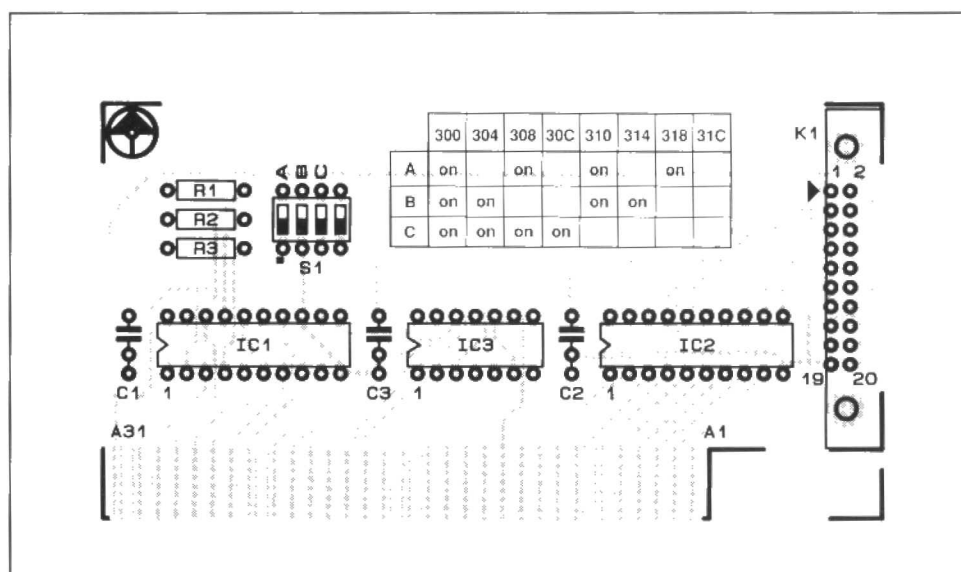 300 304 308 30C 310 314 318 31C
A on on on on
B on on on on
C on on on on
K1
1 2
A B C
R1
R2
R3
S1
IC1 IC3 IC2
C1 1 C3 1 C2 1
19 20
A31 A1